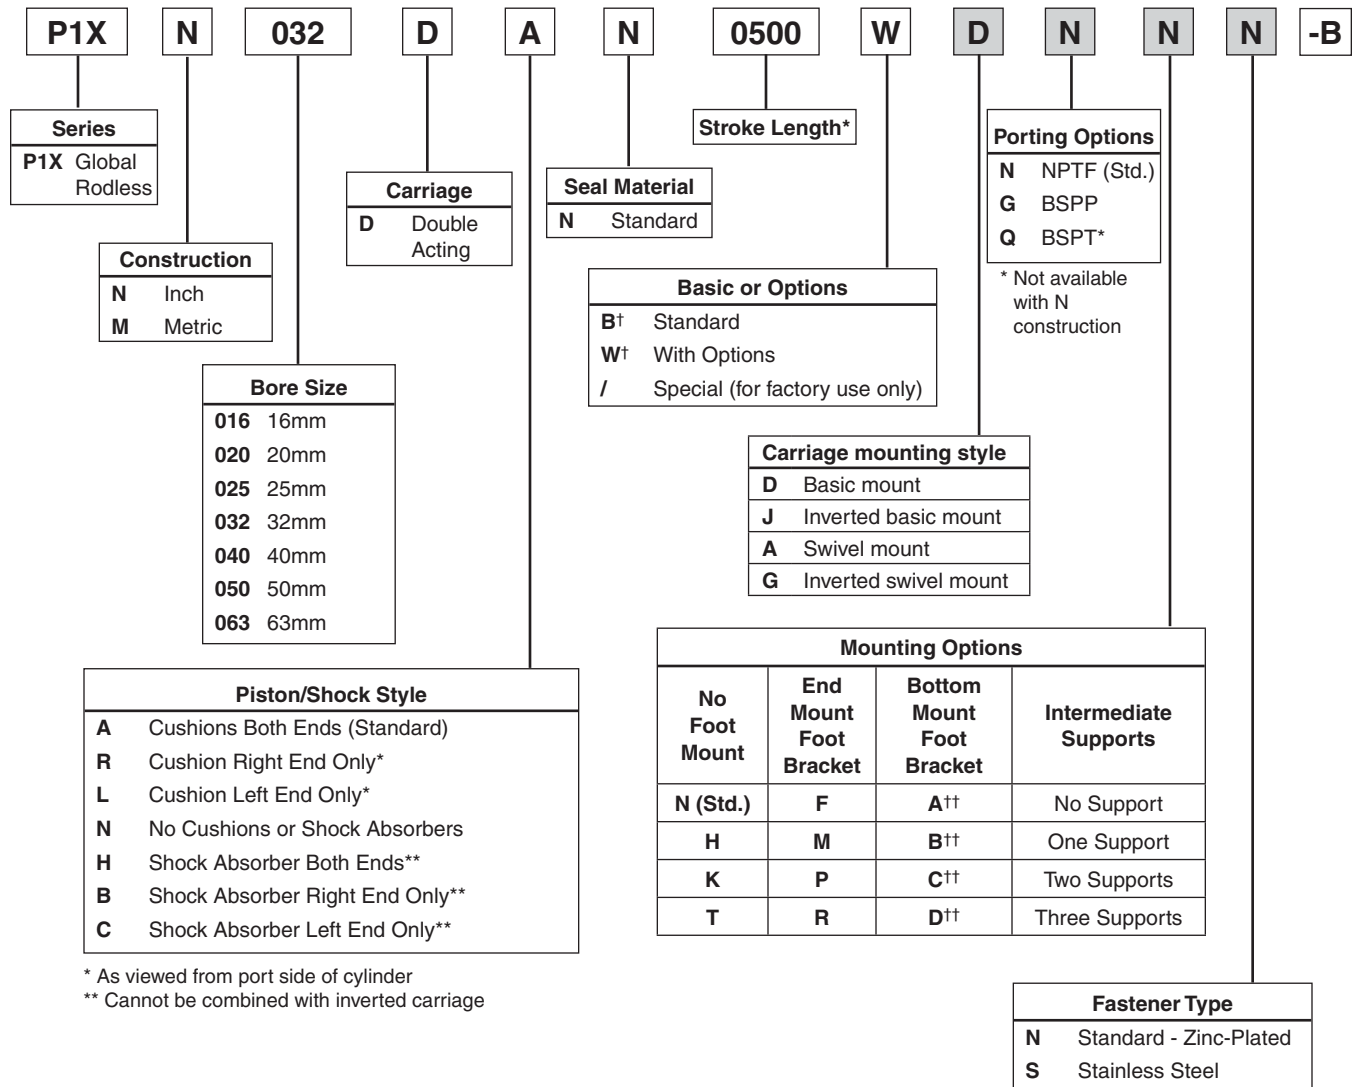 P1X N 032 D A N 0500 W D N N N -B
Series
P1X Global
Rodless
Construction
N Inch
M Metric
Bore Size
016 16mm
020 20mm
025 25mm
032 32mm
040 40mm
050 50mm
063 63mm
Carriage
D Double
Acting
Piston/Shock Style
A Cushions Both Ends (Standard)
R Cushion Right End Only*
L Cushion Left End Only*
N No Cushions or Shock Absorbers
H Shock Absorber Both Ends**
B Shock Absorber Right End Only**
C Shock Absorber Left End Only**
* As viewed from port side of cylinder
** Cannot be combined with inverted carriage
Seal Material
N Standard
Stroke Length*
Basic or Options
B† Standard
W† With Options
/ Special (for factory use only)
Carriage mounting style
D Basic mount
J Inverted basic mount
A Swivel mount
G Inverted swivel mount
Porting Options
N NPTF (Std.)
G BSPP
Q BSPT*
* Not available
with N
construction
Mounting Options
No
Foot
Mount
End
Mount
Foot
Bracket
Bottom
Mount
Foot
Bracket
Intermediate
Supports
N (Std.) F A†† No Support
H M B†† One Support
K P C†† Two Supports
T R D†† Three Supports
Fastener Type
N Standard - Zinc-Plated
S Stainless Steel